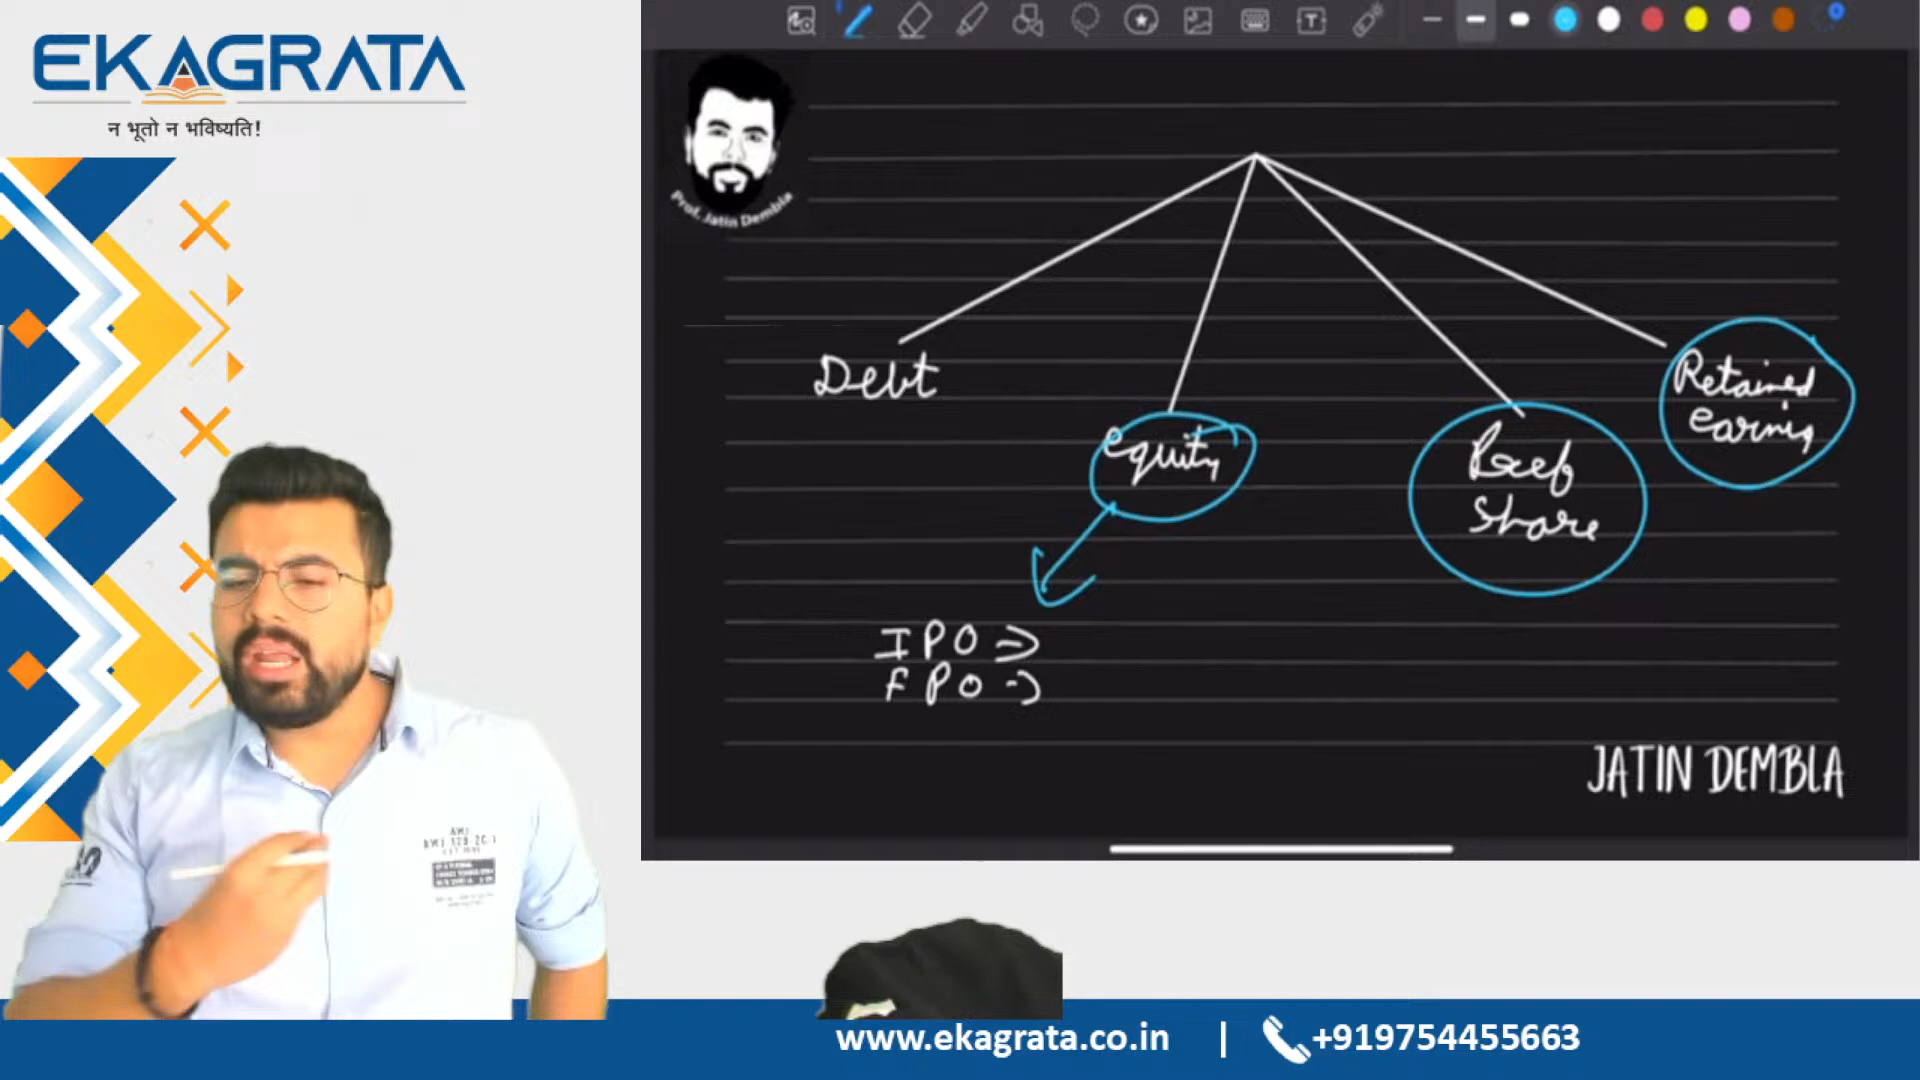 EKAGRATA
न भूतो न भविष्यति!
Prof. Jatin Dembla
Debt
equity
Pref
Share
Retained
earning
IPO ⇒
FPO
JATIN DEMBLA
AWJ
www.ekagrata.co.in | +919754455663